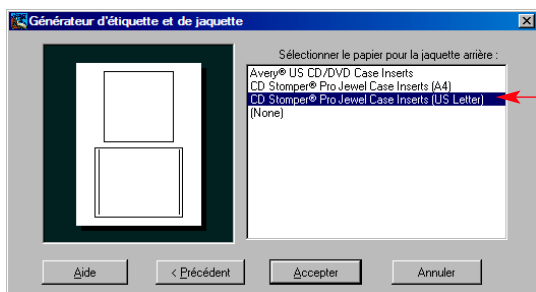 Générateur d'étiquette et de jaquette
Sélectionner le papier pour la jaquette arrière :
Avery® US CD/DVD Case Inserts
CD Stomper® Pro Jewel Case Inserts (A4)
CD Stomper® Pro Jewel Case Inserts (US Letter)
(None)
Aide
< Précédent
Accepter
Annuler